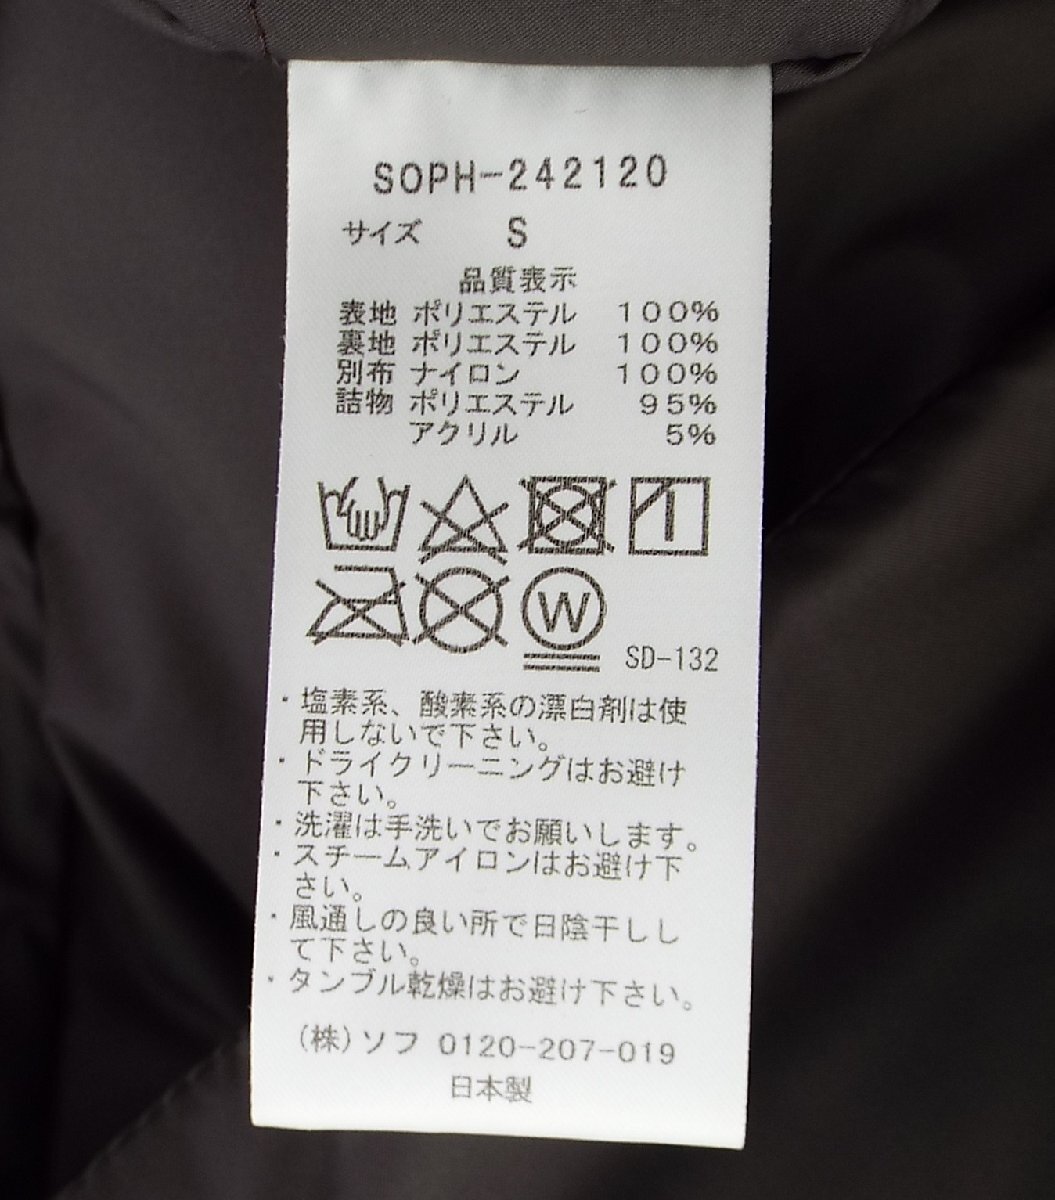 SOPH-242120
サイズ S
品質表示
表地 ポリエステル 100%
裏地 ポリエステル 100%
別布 ナイロン 100%
詰物 ポリエステル 95%
アクリル 5%
W
SD-132
・塩素系、酸素系の漂白剤は使
用しないで下さい。
・ドライクリーニングはお避け
下さい。
・洗濯は手洗いでお願いします。
・スチームアイロンはお避け下
さい。
・風通しの良い所で日陰干しし
て下さい。
・タンブル乾燥はお避け下さい。
(株)ソフ 0120-207-019
日本製